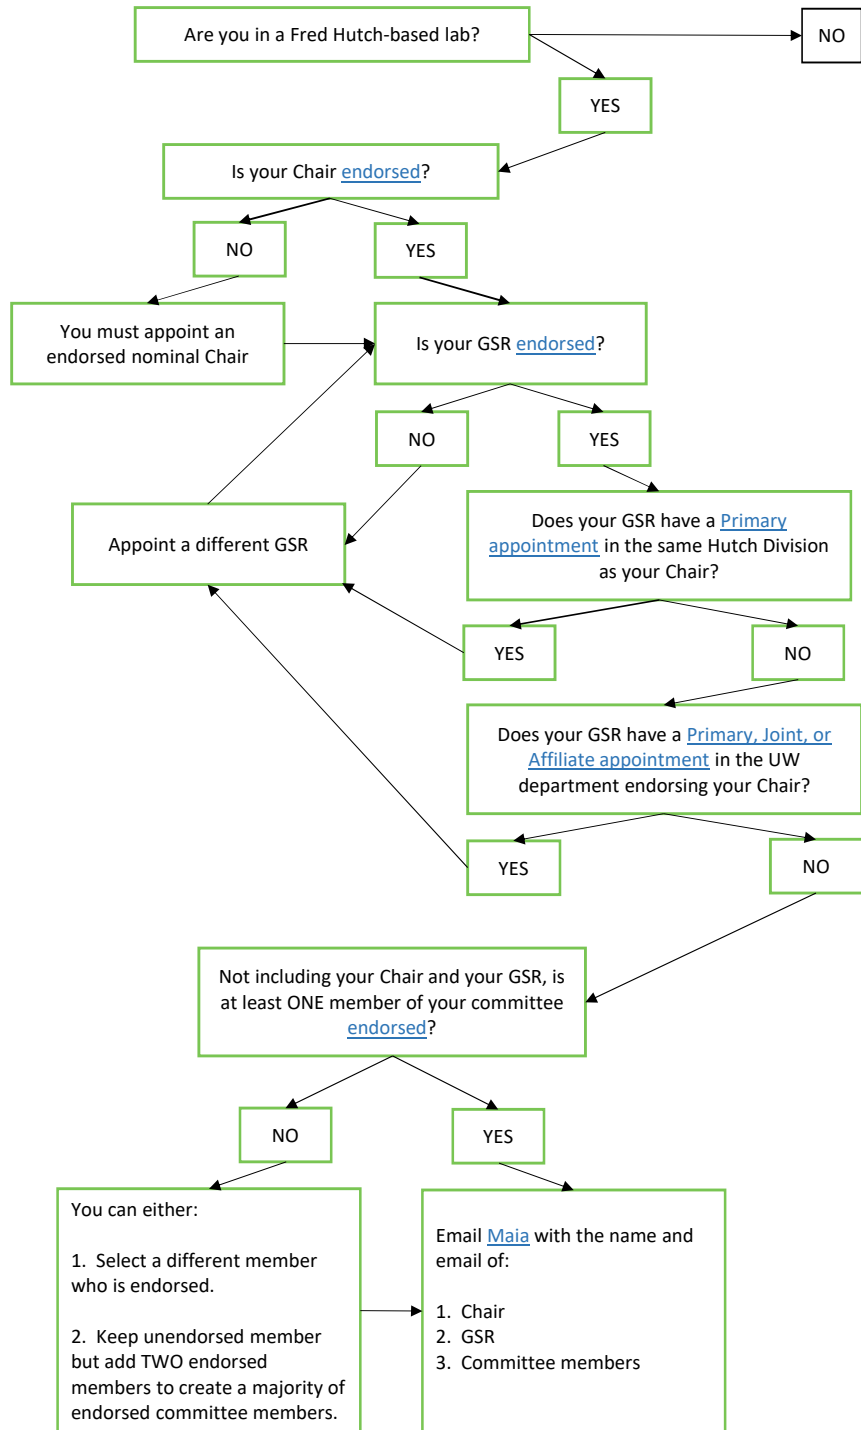 Are you in a Fred Hutch-based lab?
NO
YES
Is your Chair endorsed?
NO
YES
You must appoint an
endorsed nominal Chair
Is your GSR endorsed?
NO
YES
Appoint a different GSR
Does your GSR have a Primary
appointment in the same Hutch Division
as your Chair?
YES
NO
Does your GSR have a Primary, Joint, or
Affiliate appointment in the UW
department endorsing your Chair?
YES
NO
Not including your Chair and your GSR, is
at least ONE member of your committee
endorsed?
NO
YES
You can either:
1. Select a different member
who is endorsed.
2. Keep unendorsed member
but add TWO endorsed
members to create a majority of
endorsed committee members.
Email Maia with the name and
email of:
1. Chair
2. GSR
3. Committee members